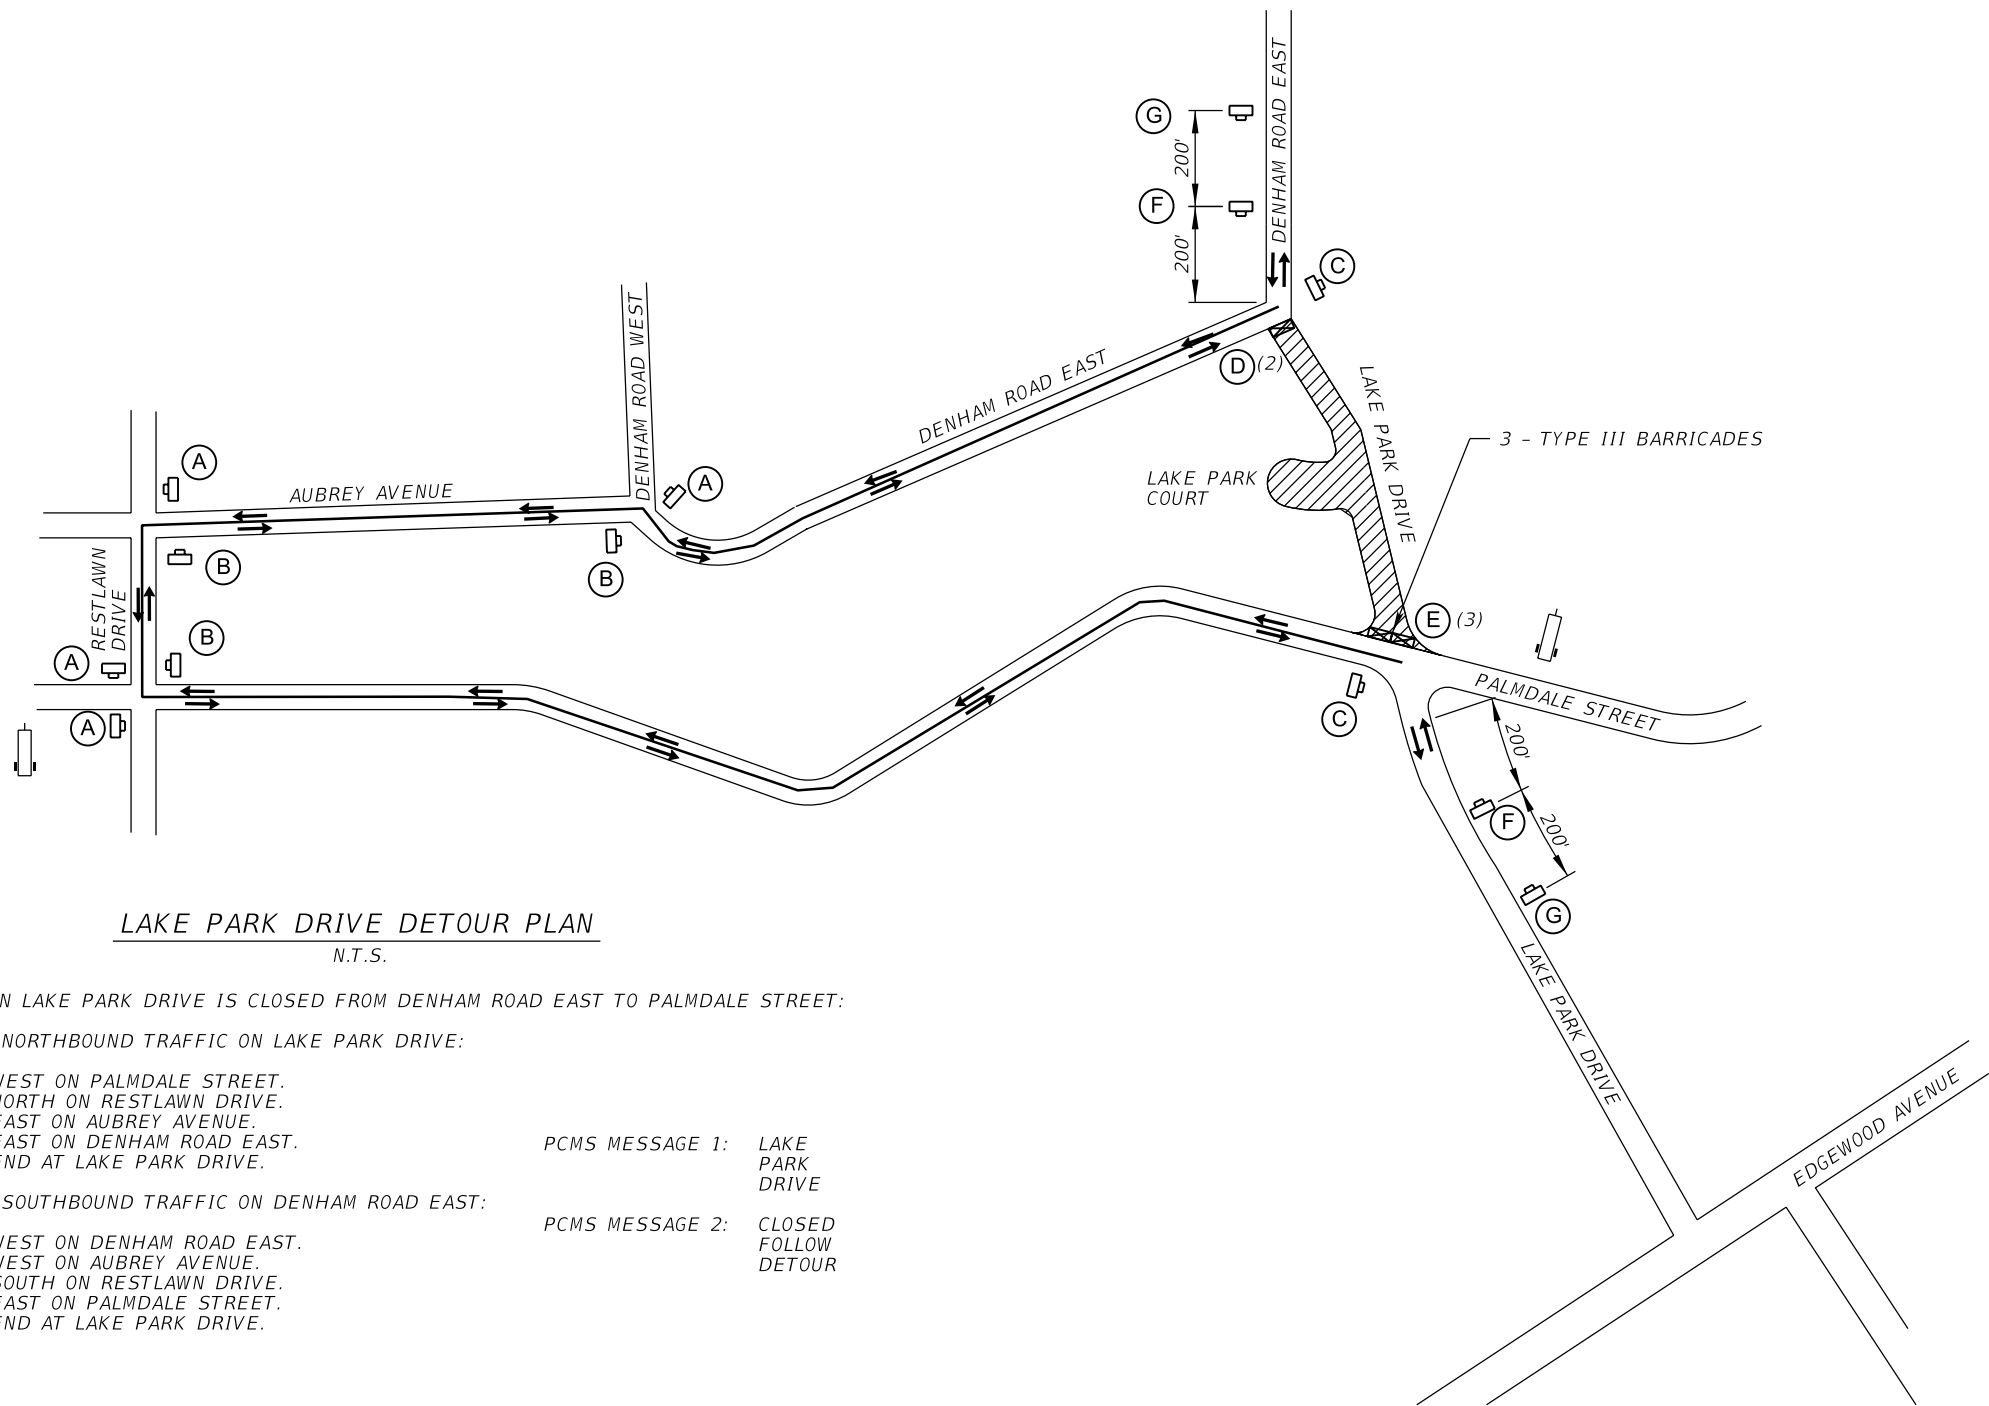 G
DENHAM ROAD EAST
200'
F
200'
C
DENHAM ROAD WEST
D (2)
DENHAM ROAD EAST
LAKE PARK DRIVE
3 - TYPE III BARRICADES
A
AUBREY AVENUE
A
LAKE PARK
COURT
B
B
RESTLAWN
DRIVE
E (3)
B
A
A
C
PALMDALE STREET
200'
F
200'
G
LAKE PARK DRIVE
EDGEWOOD AVENUE
LAKE PARK DRIVE DETOUR PLAN
N.T.S.
LAKE PARK DRIVE IS CLOSED FROM DENHAM ROAD EAST TO PALMDALE STREET:
NORTHBOUND TRAFFIC ON LAKE PARK DRIVE:
WEST ON PALMDALE STREET.
NORTH ON RESTLAWN DRIVE.
EAST ON AUBREY AVENUE.
EAST ON DENHAM ROAD EAST.
END AT LAKE PARK DRIVE.
SOUTHBOUND TRAFFIC ON DENHAM ROAD EAST:
WEST ON DENHAM ROAD EAST.
WEST ON AUBREY AVENUE.
SOUTH ON RESTLAWN DRIVE.
EAST ON PALMDALE STREET.
END AT LAKE PARK DRIVE.
PCMS MESSAGE 1: LAKE
PARK
DRIVE
PCMS MESSAGE 2: CLOSED
FOLLOW
DETOUR